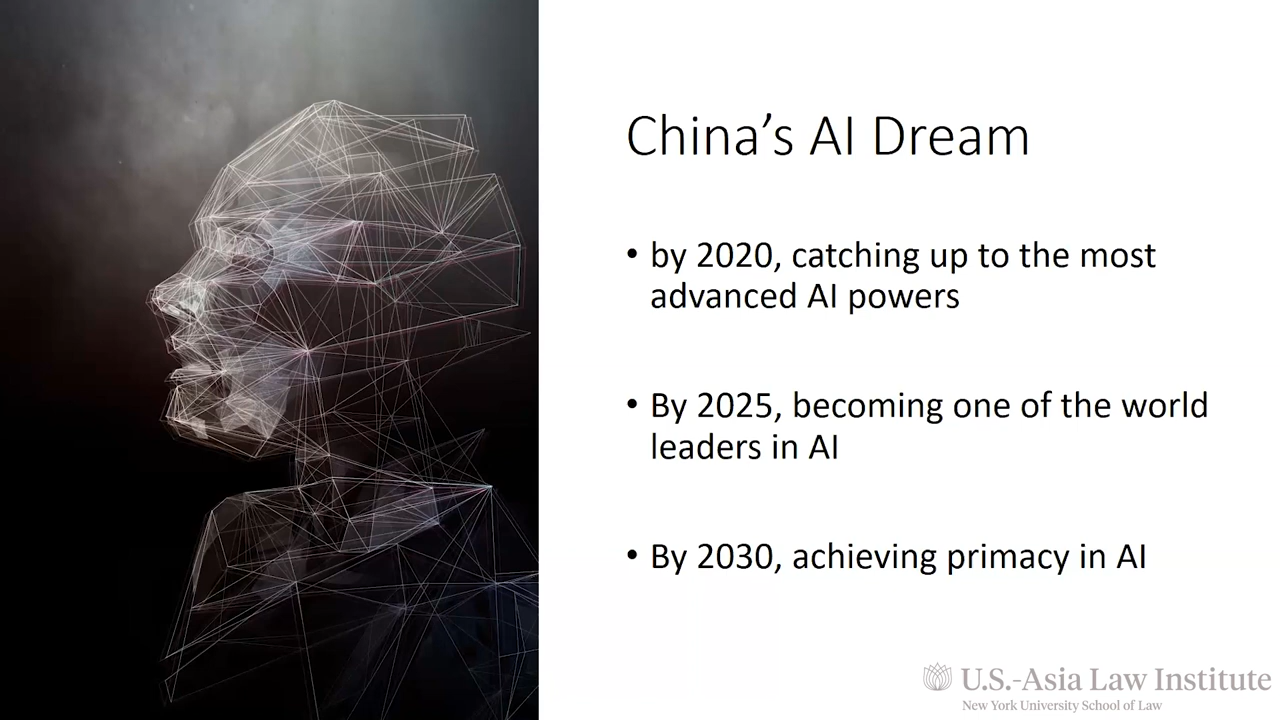 China’s AI Dream
• by 2020, catching up to the most
advanced AI powers
• By 2025, becoming one of the world
leaders in AI
• By 2030, achieving primacy in AI
U.S.-Asia Law Institute
New York University School of Law